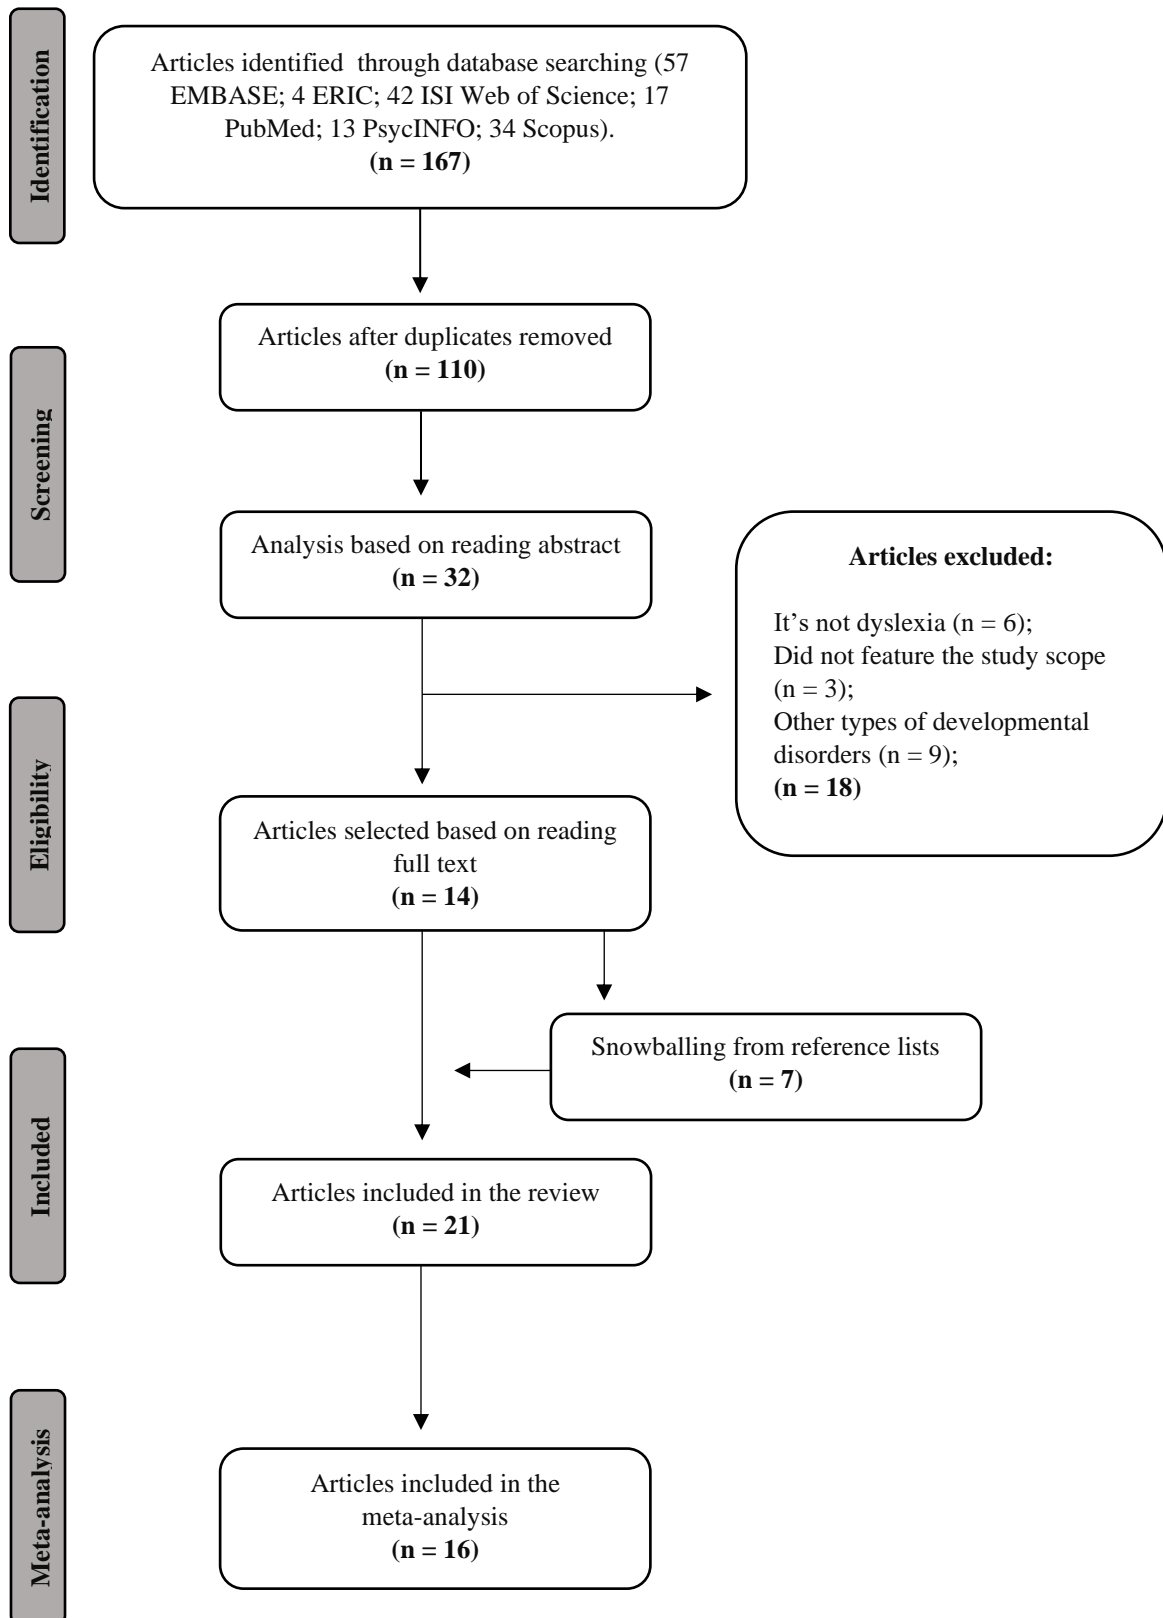 Identification
Articles identified through database searching (57
EMBASE; 4 ERIC; 42 ISI Web of Science; 17
PubMed; 13 PsycINFO; 34 Scopus).
(n = 167)
Screening
Articles after duplicates removed
(n = 110)
Analysis based on reading abstract
(n = 32)
Articles excluded:
It’s not dyslexia (n = 6);
Did not feature the study scope
(n = 3);
Other types of developmental
disorders (n = 9);
(n = 18)
Eligibility
Articles selected based on reading
full text
(n = 14)
Snowballing from reference lists
(n = 7)
Included
Articles included in the review
(n = 21)
Meta-analysis
Articles included in the
meta-analysis
(n = 16)